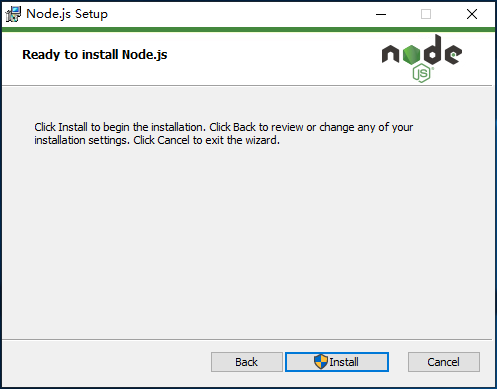 Node.js Setup
Ready to install Node.js
node
JS
Click Install to begin the installation. Click Back to review or change any of your
installation settings. Click Cancel to exit the wizard.
Back
Install
Cancel